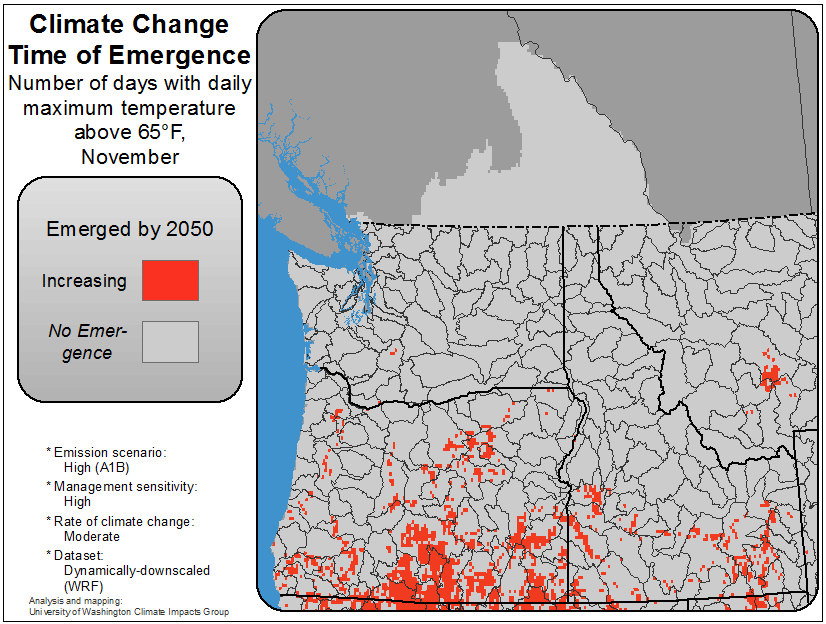 Climate Change
Time of Emergence
Number of days with daily
maximum temperature
above 65°F,
November
Emerged by 2050
Increasing
No Emer-
gence
* Emission scenario:
High (A1B)
* Management sensitivity:
High
* Rate of climate change:
Moderate
* Dataset:
Dynamically-downscaled
(WRF)
Analysis and mapping:
University of Washington Climate Impacts Group